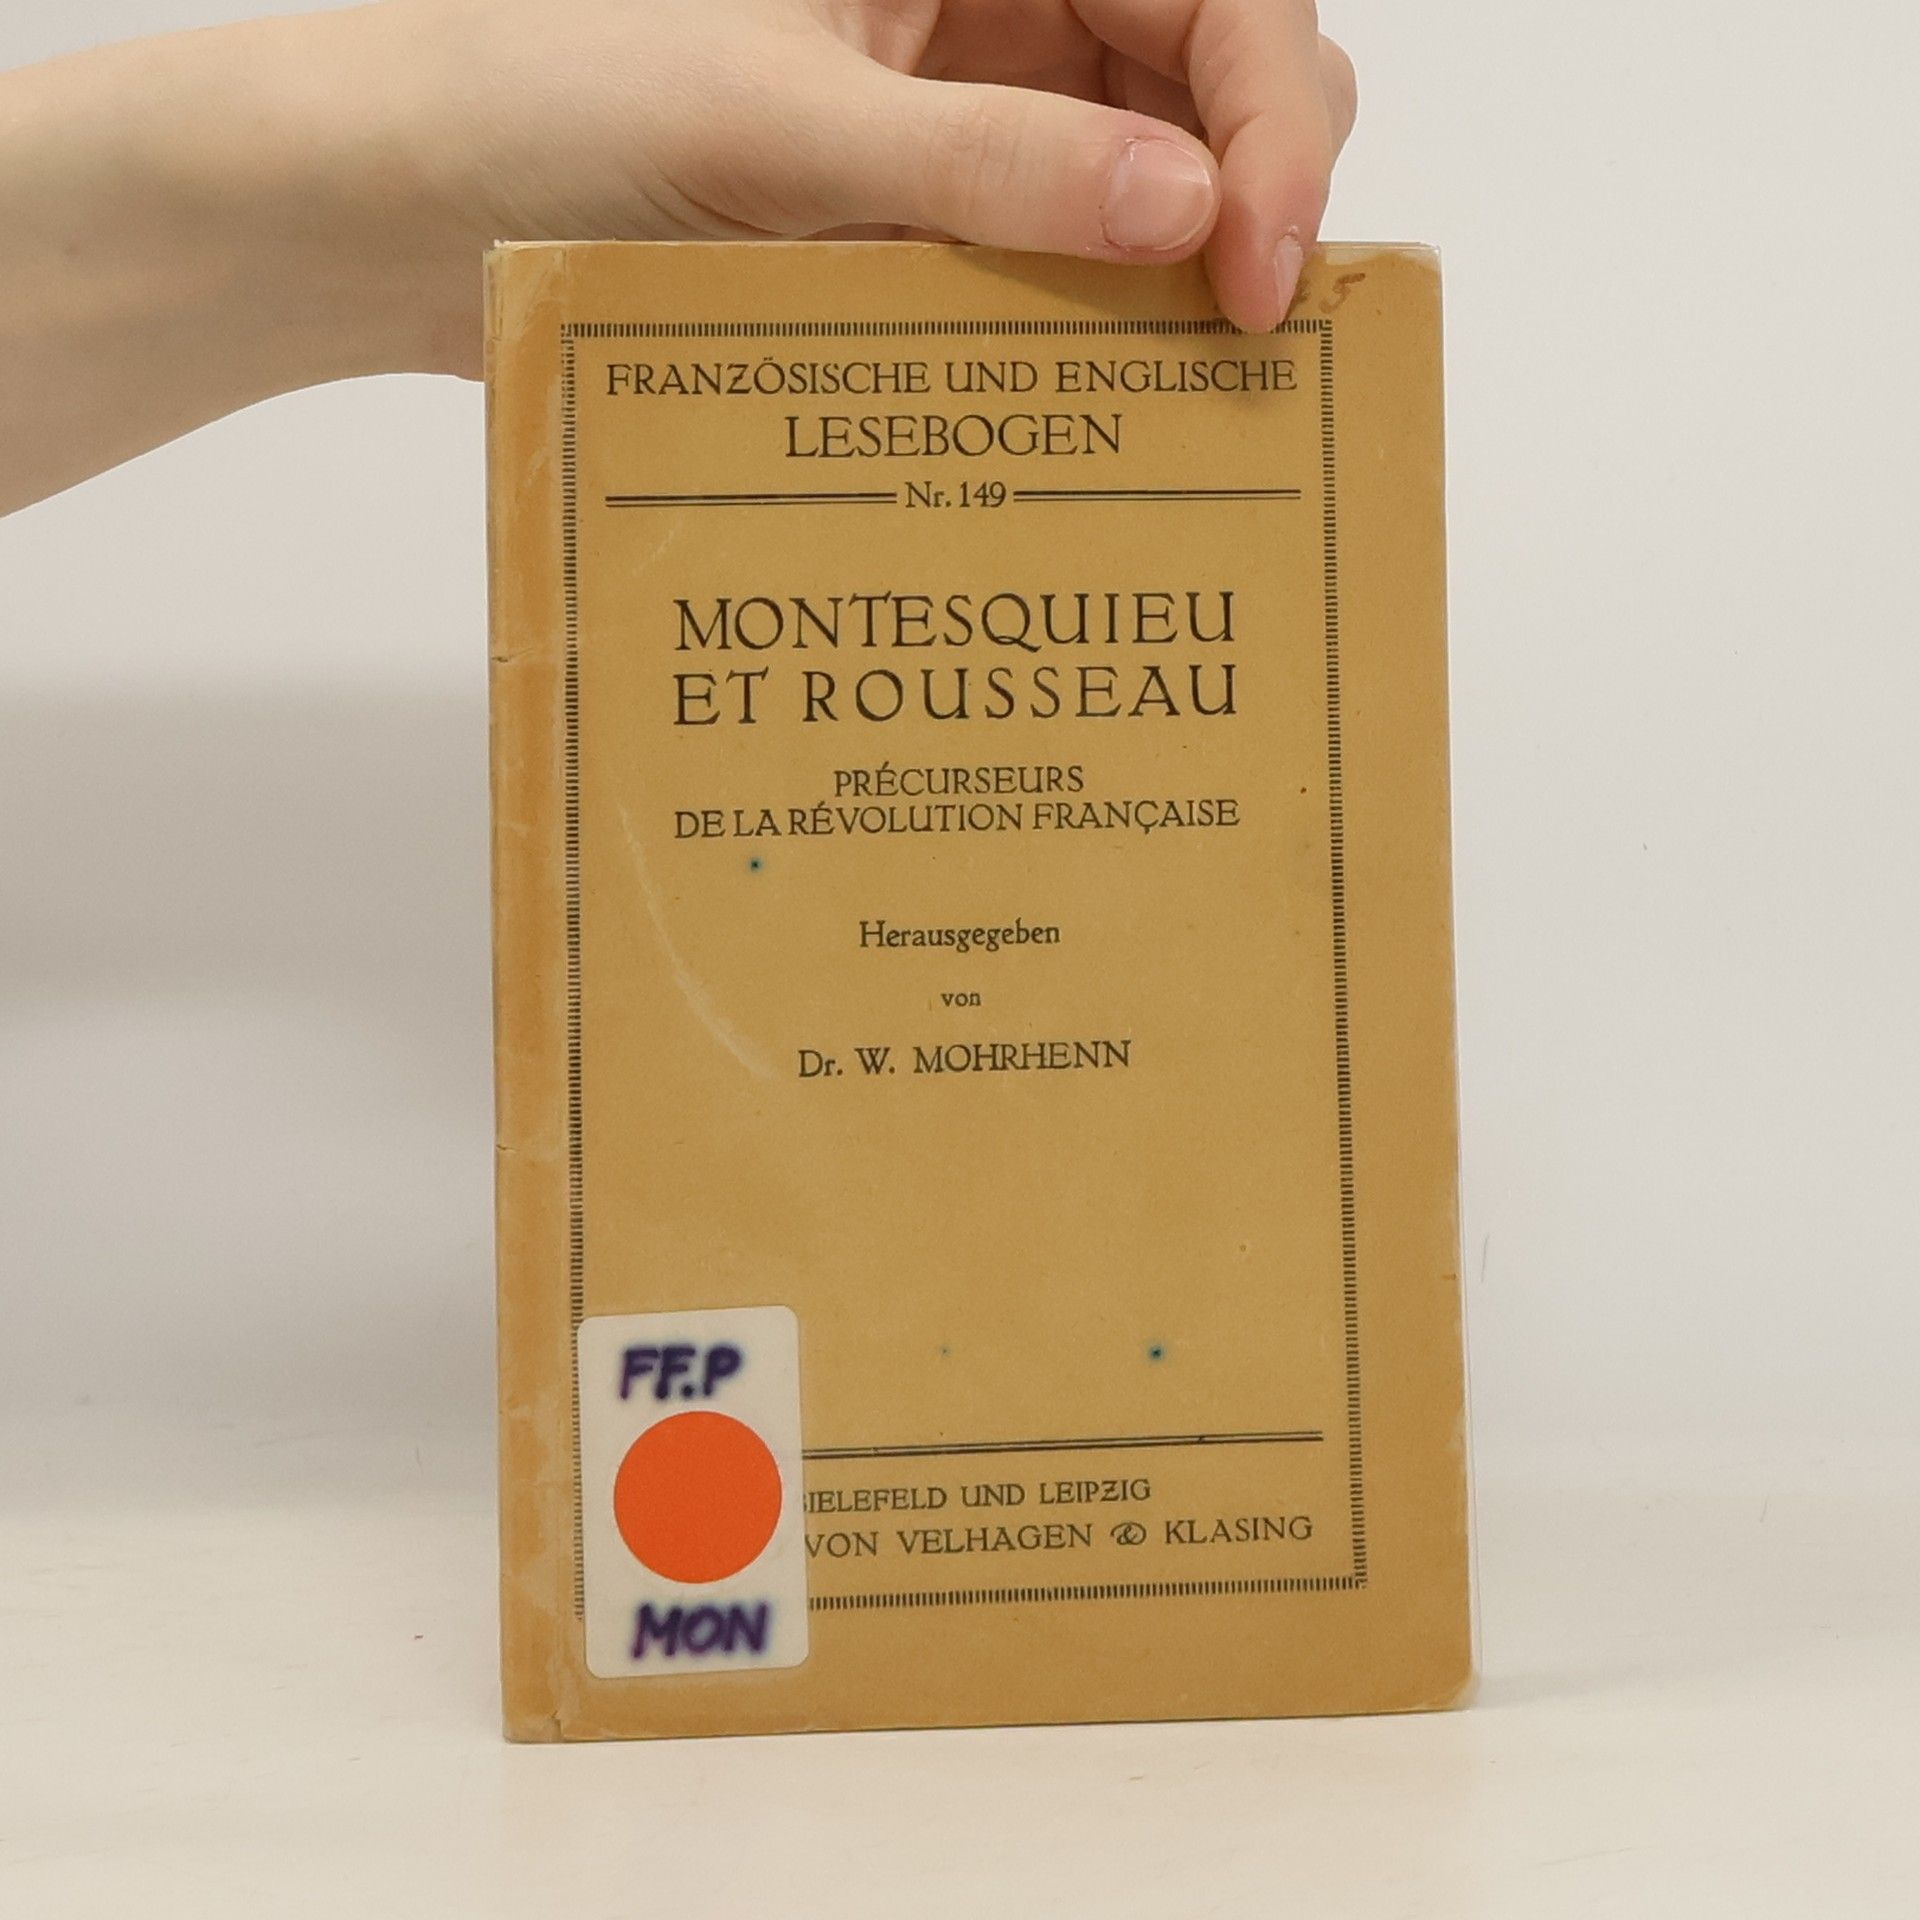 5
FRANZÖSISCHE UND ENGLISCHE
LESEBOGEN
Nr. 149
MONTESQUIEU
ET ROUSSEAU
PRÉCURSEURS
DE LA RÉVOLUTION FRANÇAISE
Herausgegeben
von
Dr. W. MOHRHENN
FF.P
IELEFELD UND LEIPZIG
VON VELHAGEN & KLASING
MON